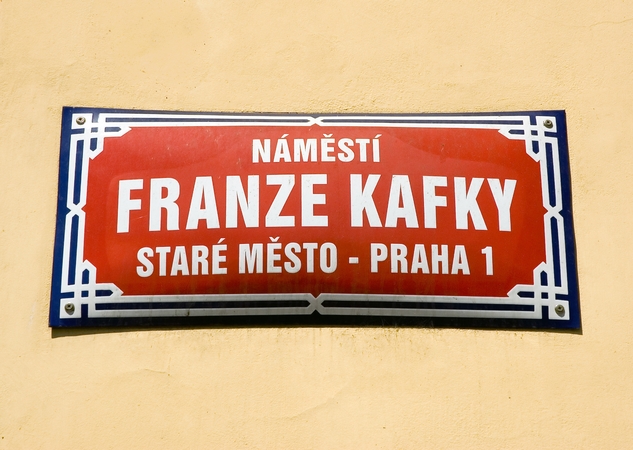 NÁMĚSTÍ
FRANZE KAFKY
STARÉ MĚSTO - PRAHA 1